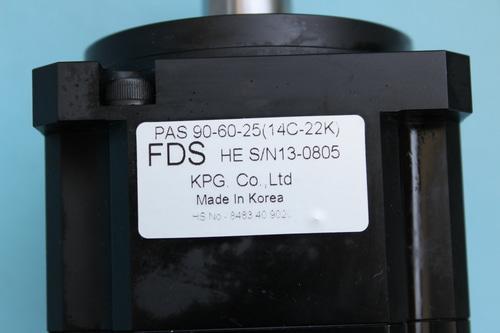 PAS 90-60-25(14C-22K)
FDS HE S/N13-0805
KPG. Co.,Ltd
Made In Korea
HS No - 8483 40 902